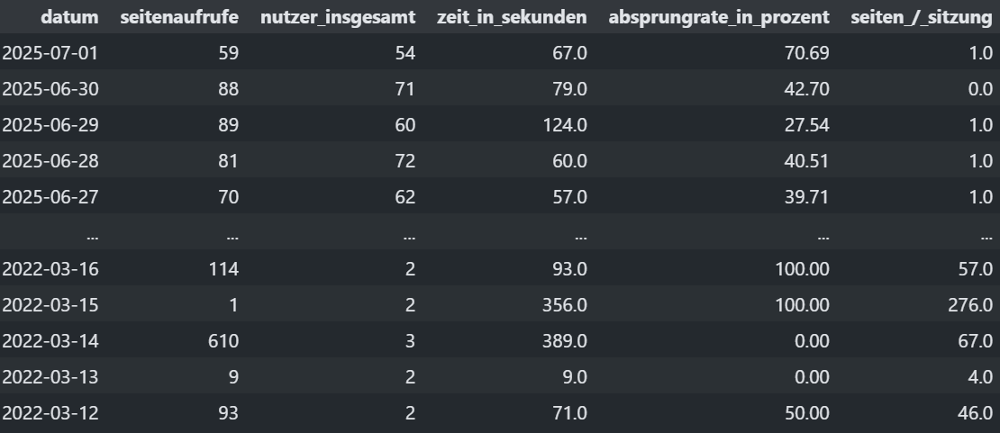 datum seitenaufrufe nutzer_insgesamt zeit_in_sekunden absprungrate_in_prozent seiten_/_sitzung
2025-07-01 59 54 67.0 70.69 1.0
2025-06-30 88 71 79.0 42.70 0.0
2025-06-29 89 60 124.0 27.54 1.0
2025-06-28 81 72 60.0 40.51 1.0
2025-06-27 70 62 57.0 39.71 1.0
... ... ... ... ... ...
2022-03-16 114 2 93.0 100.00 57.0
2022-03-15 1 2 356.0 100.00 276.0
2022-03-14 610 3 389.0 0.00 67.0
2022-03-13 9 2 9.0 0.00 4.0
2022-03-12 93 2 71.0 50.00 46.0